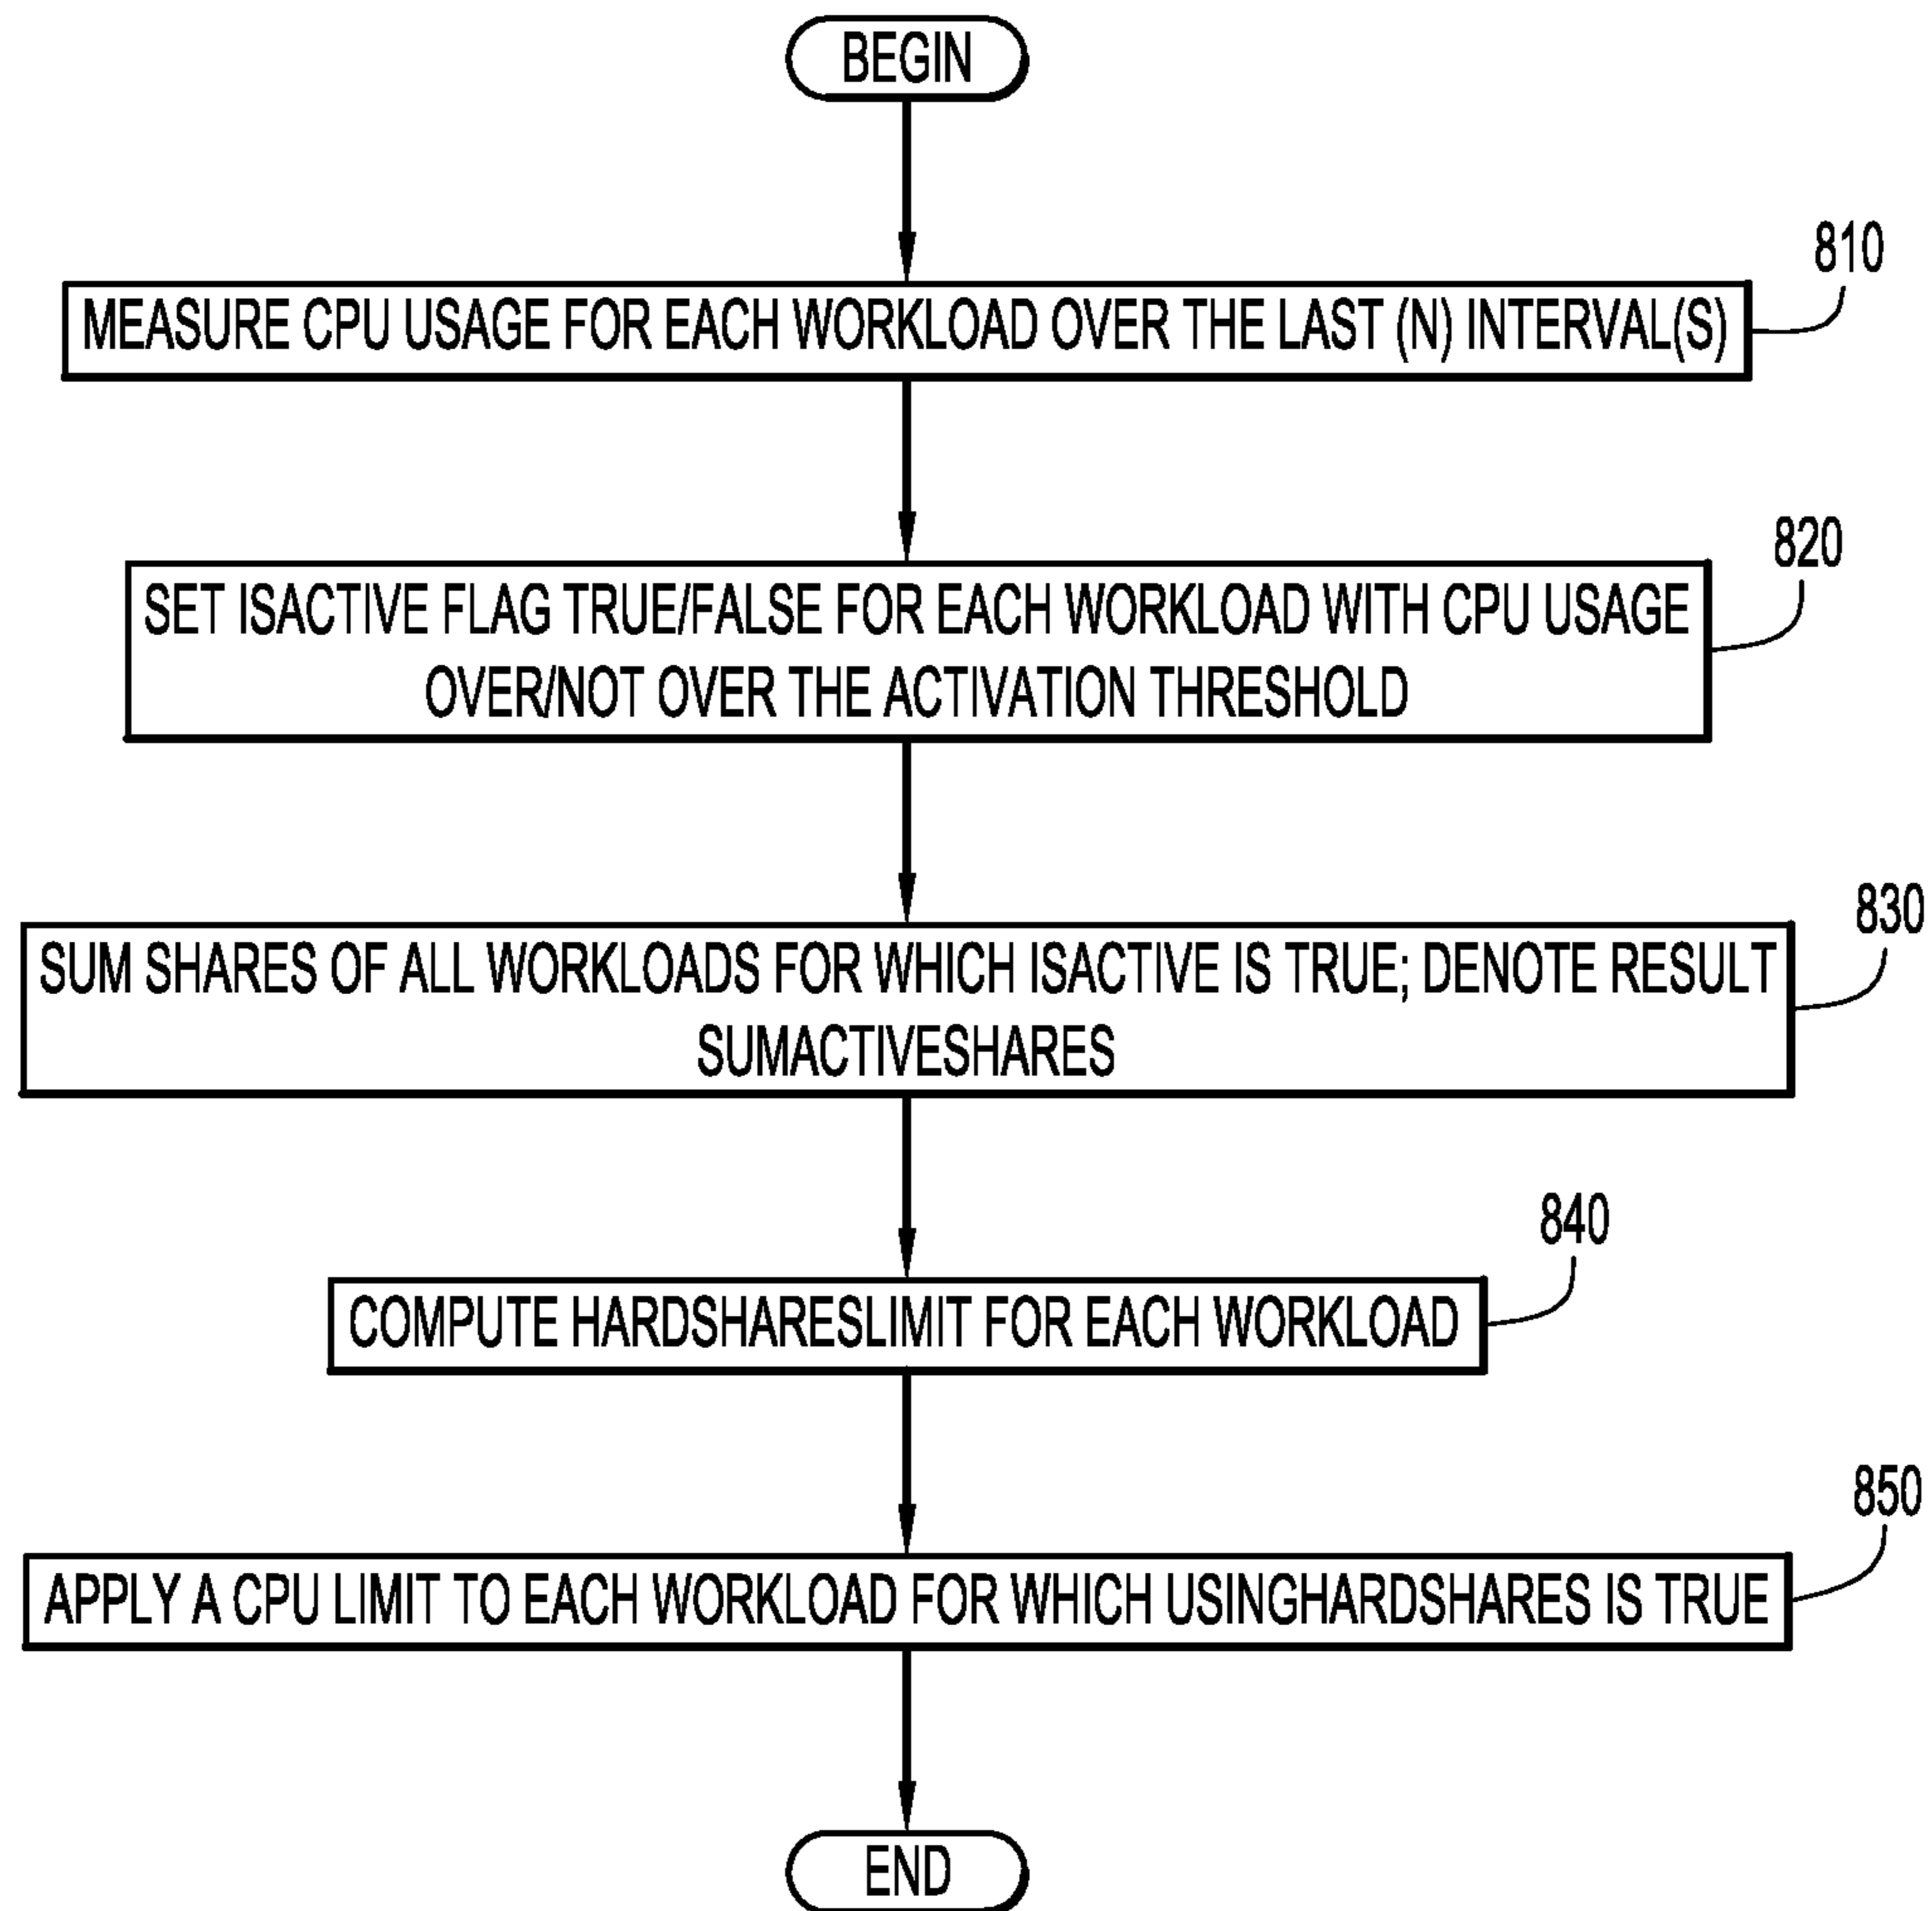 BEGIN
810
MEASURE CPU USAGE FOR EACH WORKLOAD OVER THE LAST (N) INTERVAL(S)
820
SET ISACTIVE FLAG TRUE/FALSE FOR EACH WORKLOAD WITH CPU USAGE
OVER/NOT OVER THE ACTIVATION THRESHOLD
830
SUM SHARES OF ALL WORKLOADS FOR WHICH ISACTIVE IS TRUE; DENOTE RESULT
SUMACTIVESHARES
840
COMPUTE HARDSHARESLIMIT FOR EACH WORKLOAD
850
APPLY A CPU LIMIT TO EACH WORKLOAD FOR WHICH USINGHARDSHARES IS TRUE
END